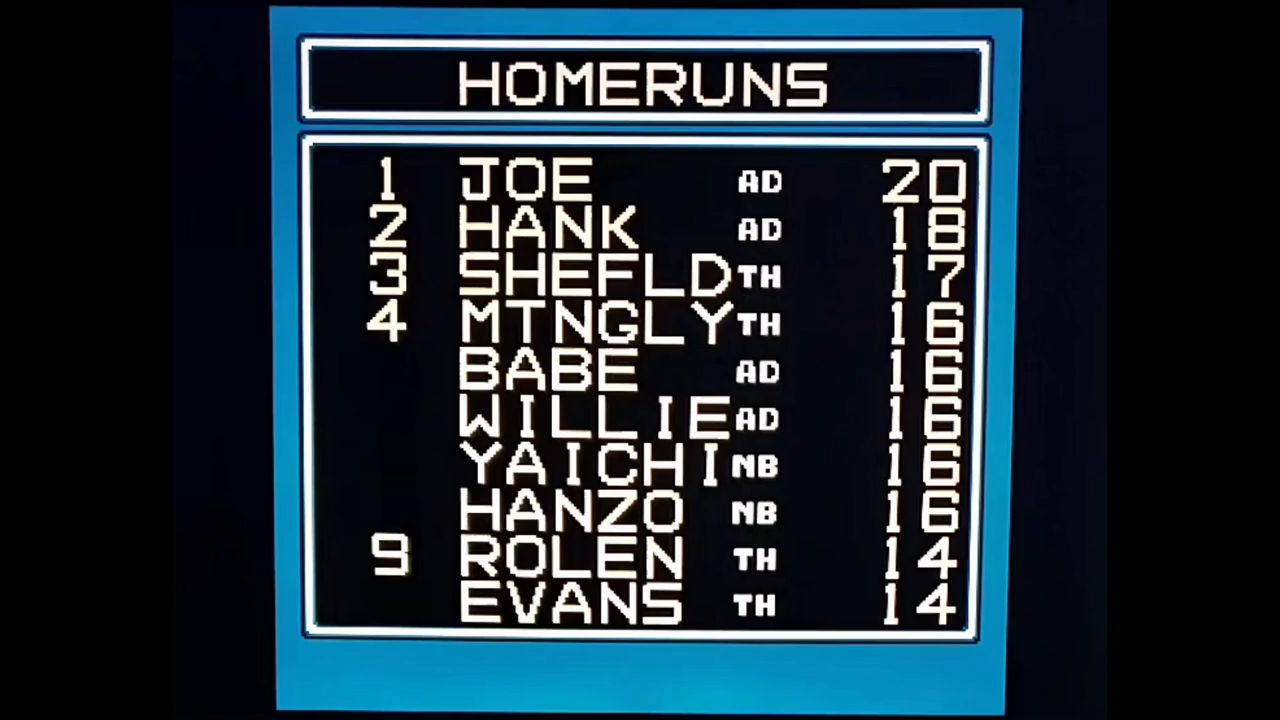 HOMERUNS
1 JOE AD 20
2 HANK AD 18
3 SHEFLD TH 17
4 MTNGLY TH 16
BABE AD 16
WILLIE AD 16
YAICHI NB 16
HANZO NB 16
9 ROLEN TH 14
EVANS TH 14